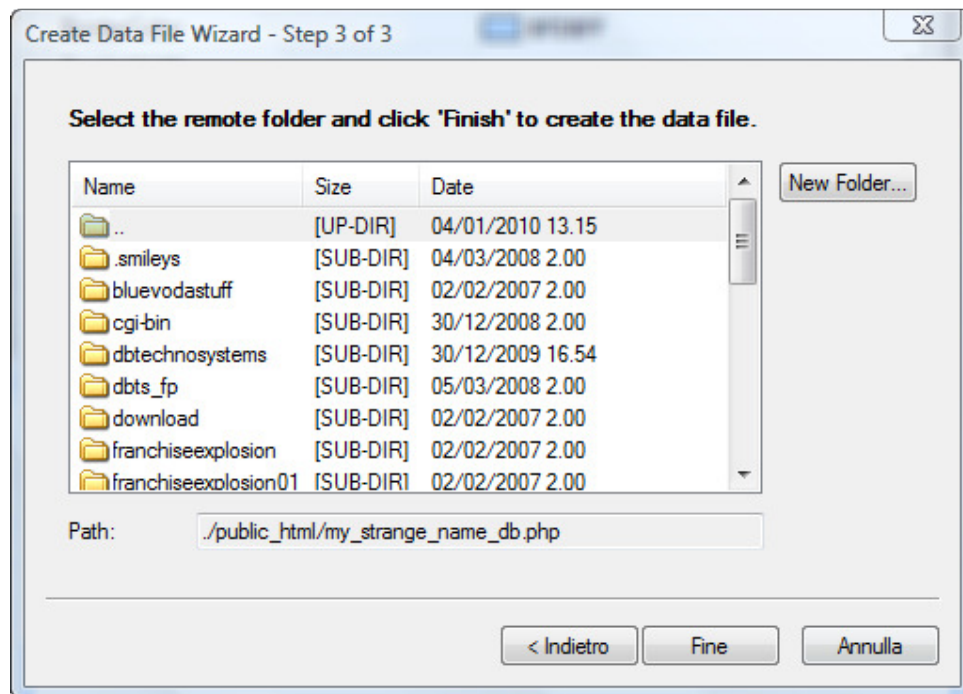 Create Data File Wizard - Step 3 of 3
Select the remote folder and click 'Finish' to create the data file.
Name Size Date
New Folder...
.. [UP-DIR] 04/01/2010 13.15
.smileys [SUB-DIR] 04/03/2008 2.00
bluevodastuff [SUB-DIR] 02/02/2007 2.00
cgi-bin [SUB-DIR] 30/12/2008 2.00
dbtechnosystems [SUB-DIR] 30/12/2009 16.54
dbts_fp [SUB-DIR] 05/03/2008 2.00
download [SUB-DIR] 02/02/2007 2.00
franchiseexplosion [SUB-DIR] 02/02/2007 2.00
franchiseexplosion01 [SUB-DIR] 02/02/2007 2.00
Path: ./public_html/my_strange_name_db.php
< Indietro Fine Annulla